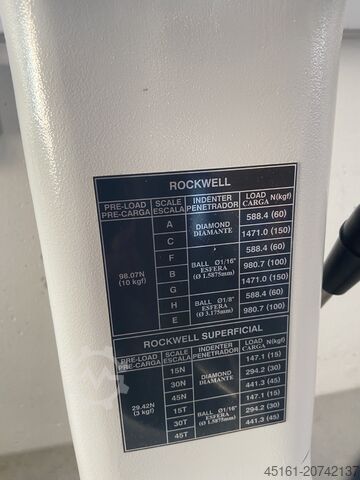 ROCKWELL
PRE-LOAD SCALE INDENTER LOAD N(kgf)
PRE-CARGA ESCALA PENETRADOR CARGA
A 588.4 (60)
DIAMOND
DIAMANTE
C 1471.0 (150)
F 588.4 (60)
98.07N
(10 kgf)
BALL Ø1/16"
ESFERA
(Ø 1.5875mm)
B 980.7 (100)
G 1471.0 (150)
H 588.4 (60)
BALL Ø1/8"
ESFERA
(Ø 3.175mm)
E 980.7 (100)
ROCKWELL SUPERFICIAL
PRE-LOAD SCALE INDENTER LOAD N(kgf)
PRE-CARGA ESCALA PENETRADOR CARGA
15N 147.1 (15)
30N DIAMOND 294.2 (30)
DIAMANTE
45N 441.3 (45)
29.42N
(3 kgf)
15T 147.1 (15)
BALL Ø1/16"
30T ESFERA 294.2 (30)
(Ø 1.5875mm)
45T 441.3 (45)
45161-20742137